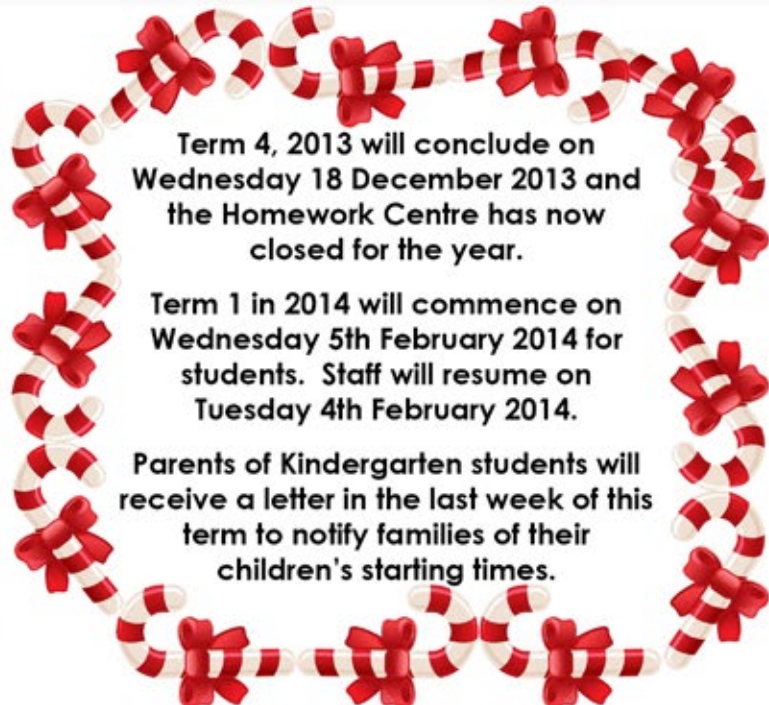 Term 4, 2013 will conclude on
Wednesday 18 December 2013 and
the Homework Centre has now
closed for the year.
Term 1 in 2014 will commence on
Wednesday 5th February 2014 for
students.  Staff will resume on
Tuesday 4th February 2014.
Parents of Kindergarten students will
receive a letter in the last week of this
term to notify families of their
children's starting times.